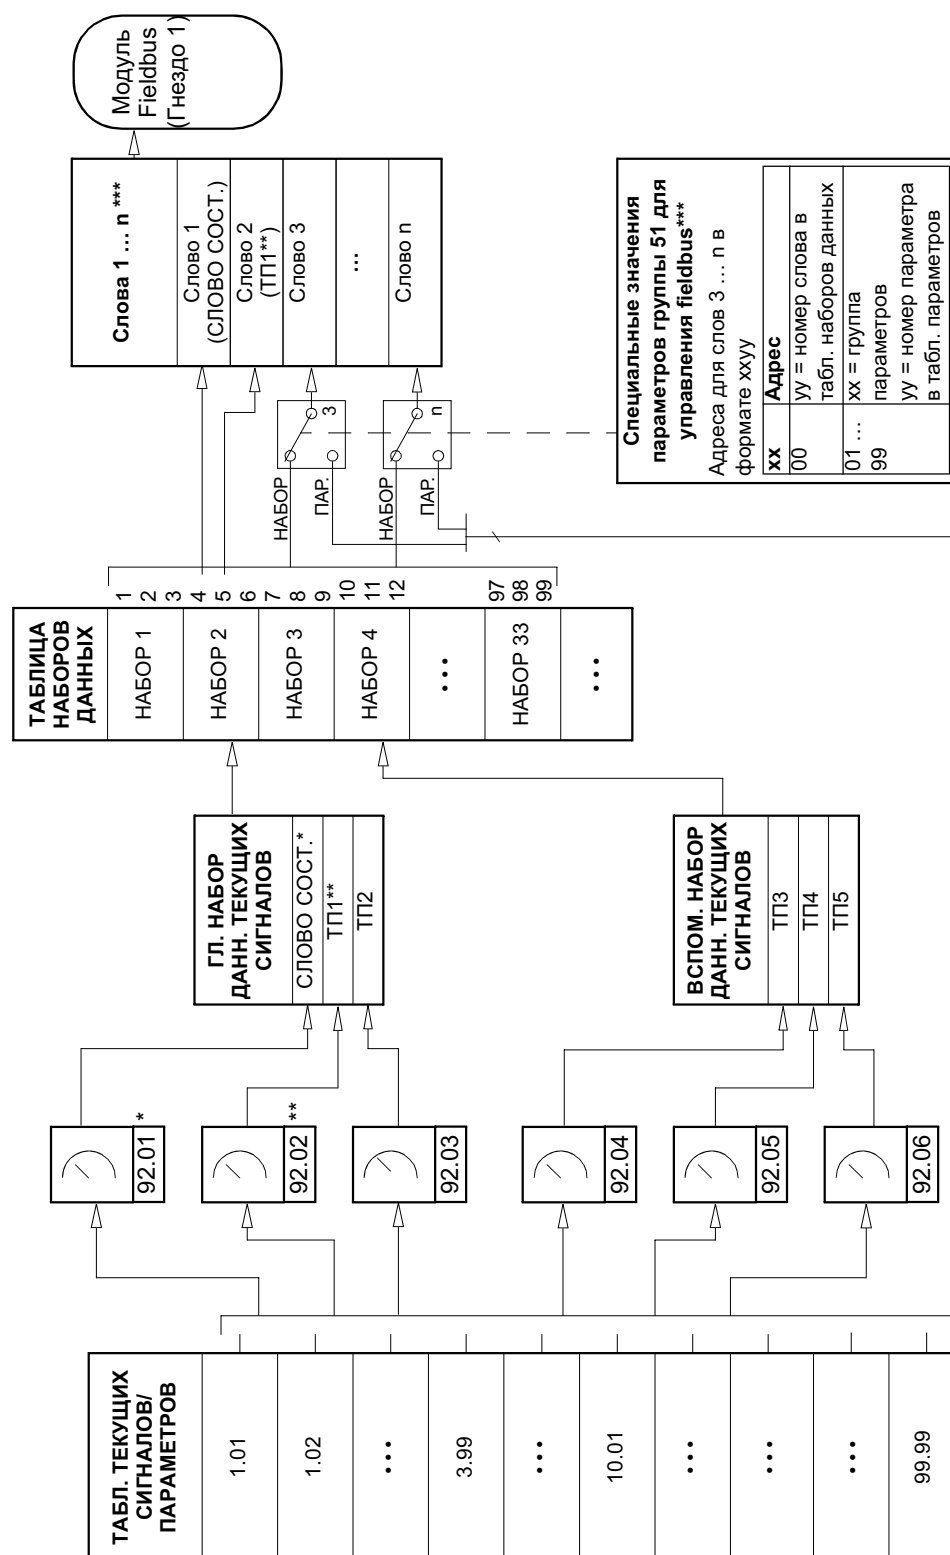 ТАБЛ. ТЕКУЩИХ
СИГНАЛОВ/
ПАРАМЕТРОВ
1.01
1.02
...
3.99
...
10.01
...
...
...
99.99
92.01
*
92.02
**
92.03
92.04
92.05
92.06
ГЛ. НАБОР
ДАНН. ТЕКУЩИХ
СИГНАЛОВ
СЛОВО СОСТ.*
ТП1**
ТП2
ВСПОМ. НАБОР
ДАНН. ТЕКУЩИХ
СИГНАЛОВ
ТП3
ТП4
ТП5
ТАБЛИЦА
НАБОРОВ
ДАННЫХ
НАБОР 1
НАБОР 2
НАБОР 3
НАБОР 4
...
НАБОР 33
...
1
2
3
4
5
6
7
8
9
10
11
12
97
98
99
НАБОР
ПАР.
3
НАБОР
ПАР.
n
Слова 1 ... n ***
Слово 1
(СЛОВО СОСТ.)
Слово 2
(ТП1**)
Слово 3
...
Слово n
Модуль
Fieldbus
(Гнездо 1)
Специальные значения
параметров группы 51 для
управления fieldbus***
Адреса для слов 3 ... n в
формате xxyy
xx Адрес
00 yy = номер слова в
табл. наборов данных
01 ... xx = группа
99 параметров
yy = номер параметра
в табл. параметров